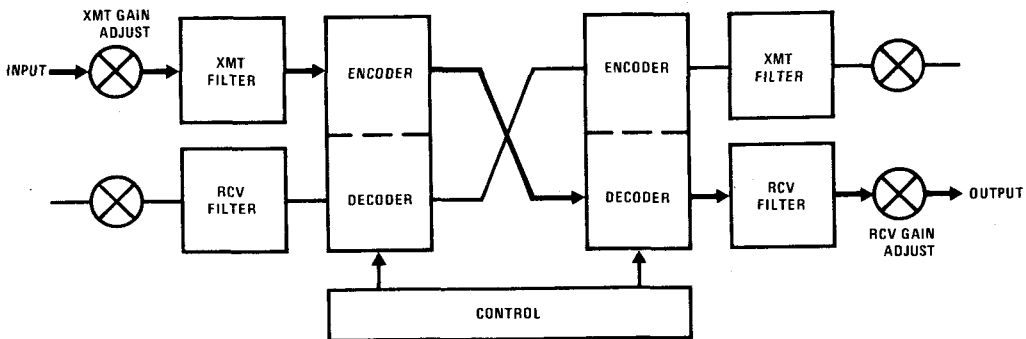 XMT GAIN
ADJUST
INPUT
XMT
FILTER
ENCODER
ENCODER
XMT
FILTER
RCV
FILTER
DECODER
DECODER
RCV
FILTER
OUTPUT
RCV GAIN
ADJUST
CONTROL